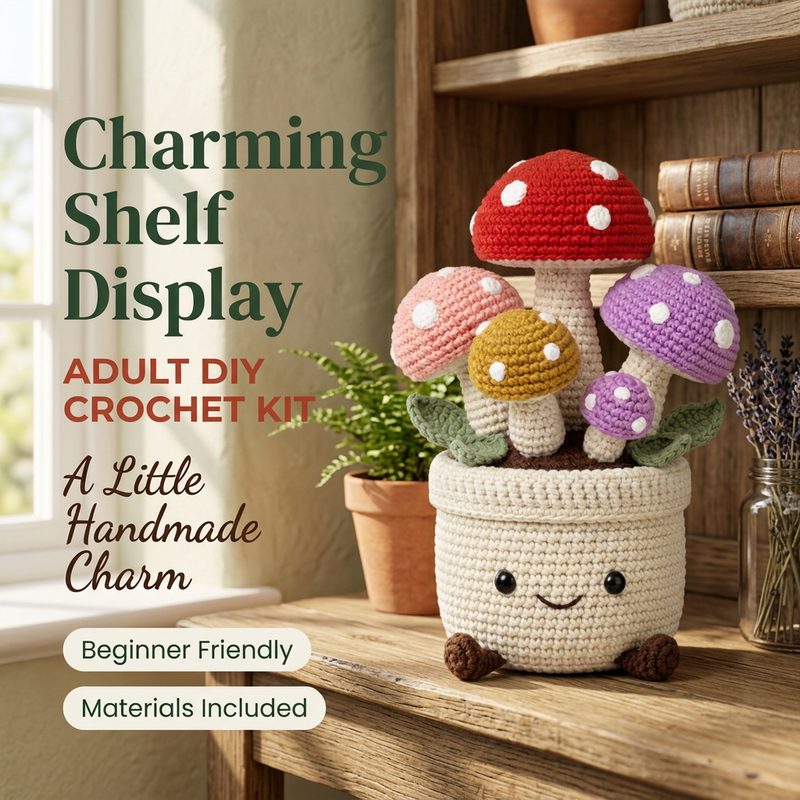 Charming
Shelf
Display
ADULT DIY
CROCHET KIT
A Little
Handmade
Charm
Beginner Friendly
Materials Included